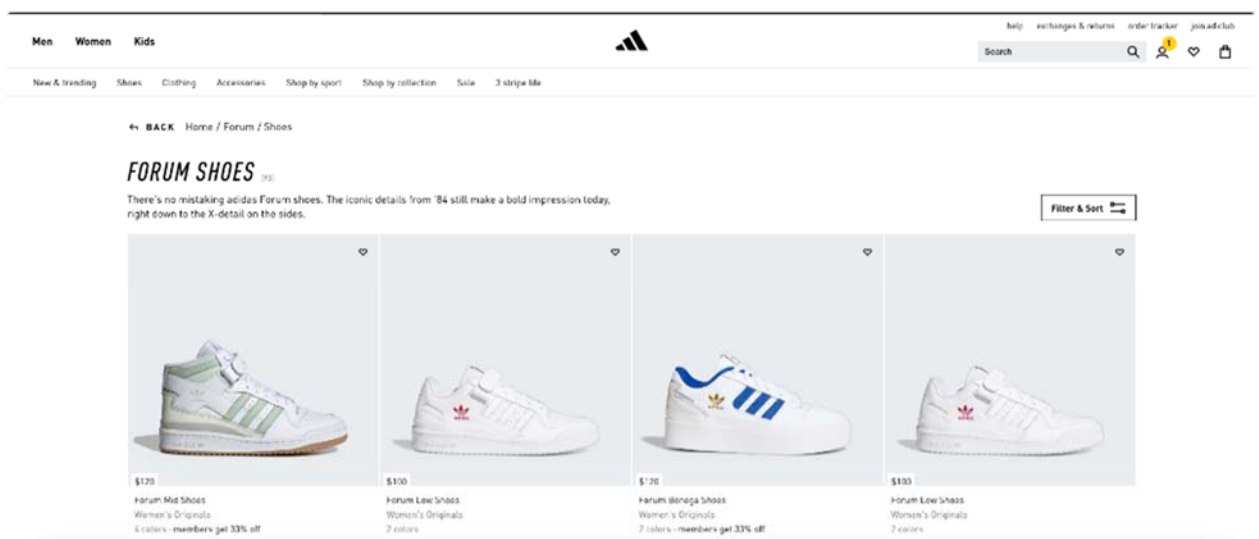 help exchanges & returns order tracker join adiclub
Men Women Kids
Search
1
New & trending Shoes Clothing Accessories Shop by sport Shop by collection Sale 3 stripe life
BACK Home / Forum / Shoes
FORUM SHOES
There's no mistaking adidas Forum shoes. The iconic details from '84 still make a bold impression today,
right down to the X-detail on the sides.
Filter & Sort
$120 $100 $120 $100
Forum Mid Shoes Forum Low Shoes Forum Bonega Shoes Forum Low Shoes
Women's Originals Women's Originals Women's Originals Women's Originals
4 colors · members get 33% off 2 colors 2 colors · members get 33% off 2 colors